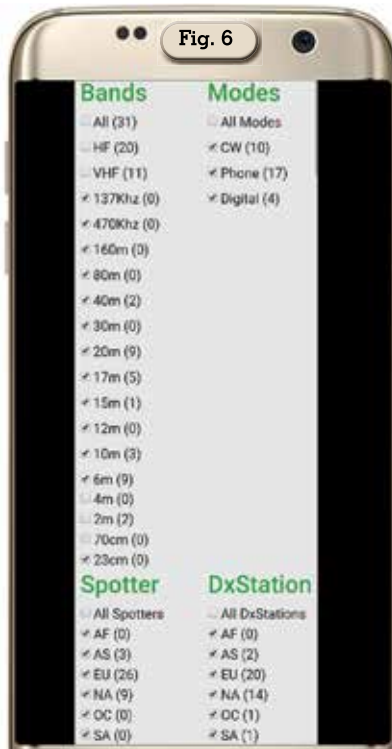 Fig. 6
Bands
All (31)
HF (20)
VHF (11)
137Khz (0)
470Khz (0)
160m (0)
80m (0)
40m (2)
30m (0)
20m (9)
17m (5)
15m (1)
12m (0)
10m (3)
6m (9)
4m (0)
2m (2)
70cm (0)
23cm (0)
Modes
All Modes
CW (10)
Phone (17)
Digital (4)
Spotter
All Spotters
AF (0)
AS (3)
EU (26)
NA (9)
OC (0)
SA (0)
DxStation
All DxStations
AF (0)
AS (2)
EU (20)
NA (14)
OC (1)
SA (1)